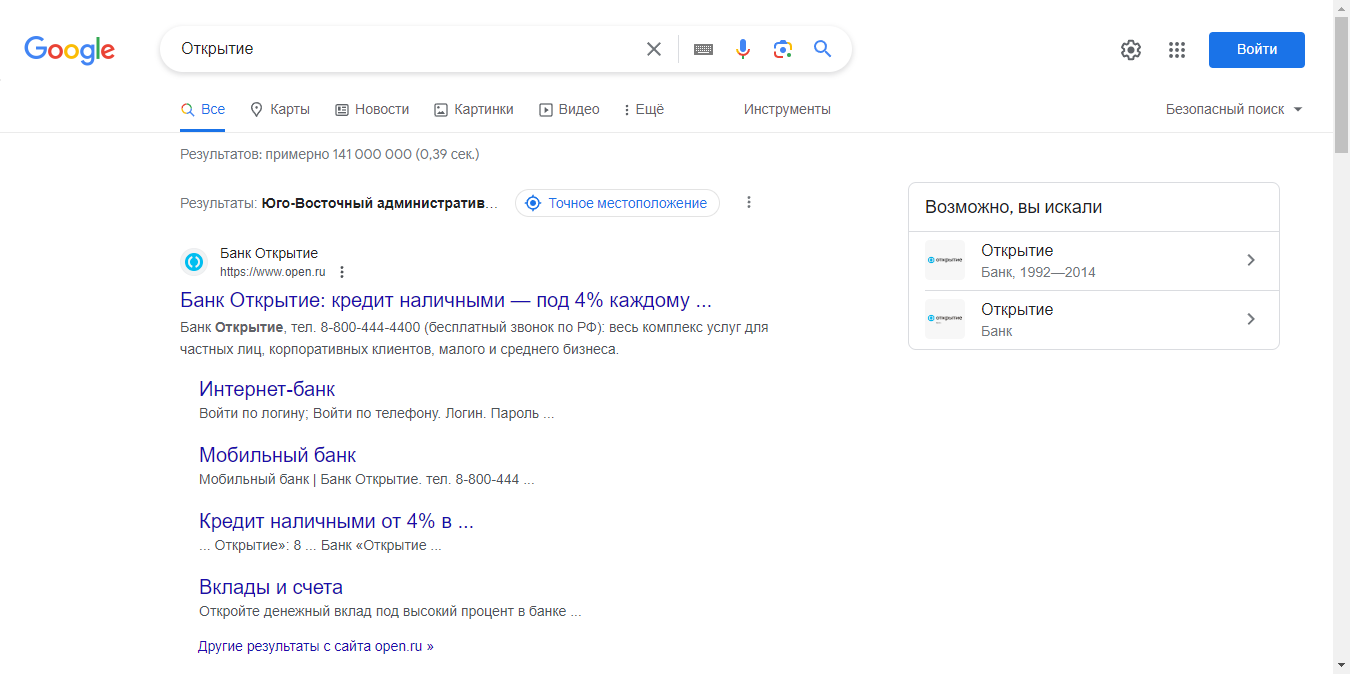 Google
Открытие
Войти
Все
Карты
Новости
Картинки
Видео
Ещё
Инструменты
Безопасный поиск
Результатов: примерно 141 000 000 (0,39 сек.)
Результаты: Юго-Восточный административ...
Точное местоположение
Банк Открытие
https://www.open.ru
Банк Открытие: кредит наличными — под 4% каждому ...
Банк Открытие, тел. 8-800-444-4400 (бесплатный звонок по РФ): весь комплекс услуг для
частных лиц, корпоративных клиентов, малого и среднего бизнеса.
Интернет-банк
Войти по логину; Войти по телефону. Логин. Пароль ...
Мобильный банк
Мобильный банк | Банк Открытие. тел. 8-800-444 ...
Кредит наличными от 4% в ...
... Открытие»: 8 ... Банк «Открытие ...
Вклады и счета
Откройте денежный вклад под высокий процент в банке ...
Другие результаты с сайта open.ru »
Возможно, вы искали
открытие
Открытие
Банк, 1992—2014
открытие
Открытие
Банк